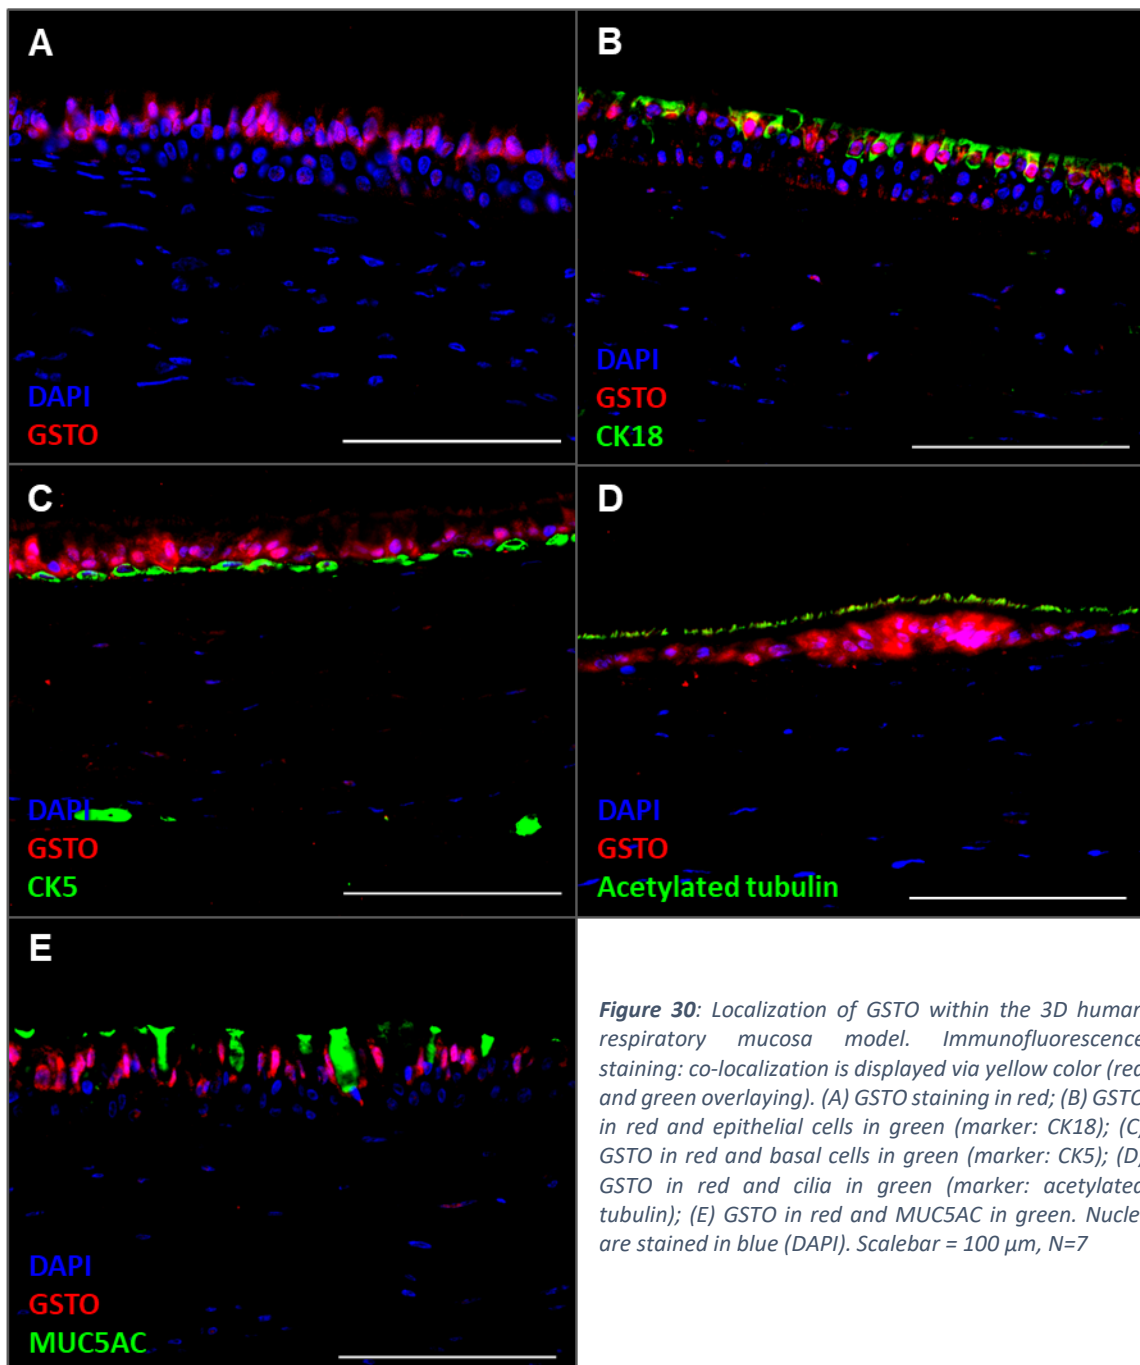 A
DAPI
GSTO
B
DAPI
GSTO
CK18
C
DAPI
GSTO
CK5
D
DAPI
GSTO
Acetylated tubulin
E
DAPI
GSTO
MUC5AC
Figure 30: Localization of GSTO within the 3D human
respiratory mucosa model. Immunofluorescence
staining: co-localization is displayed via yellow color (red
and green overlaying). (A) GSTO staining in red; (B) GSTO
in red and epithelial cells in green (marker: CK18); (C)
GSTO in red and basal cells in green (marker: CK5); (D)
GSTO in red and cilia in green (marker: acetylated
tubulin); (E) GSTO in red and MUC5AC in green. Nuclei
are stained in blue (DAPI). Scalebar = 100 µm, N=7